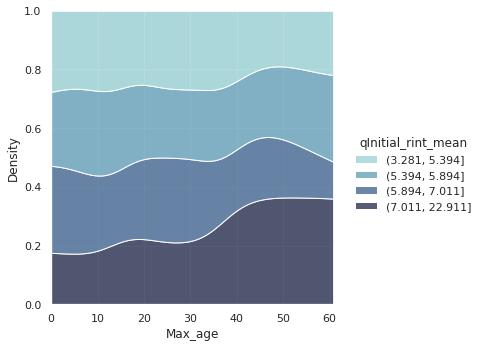 1.0
0.8
0.6
0.4
0.2
0.0
Density
0 10 20 30 40 50 60
Max_age
qInitial_rint_mean
(3.281, 5.394]
(5.394, 5.894]
(5.894, 7.011]
(7.011, 22.911]